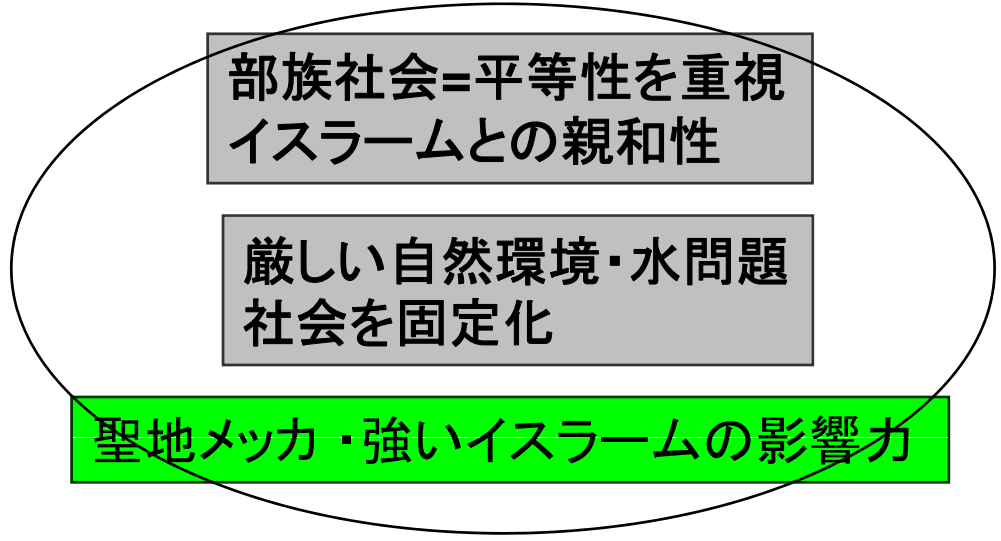 部族社会=平等性を重視
イスラームとの親和性
厳しい自然環境・水問題
社会を固定化
聖地メッカ・強いイスラームの影響力